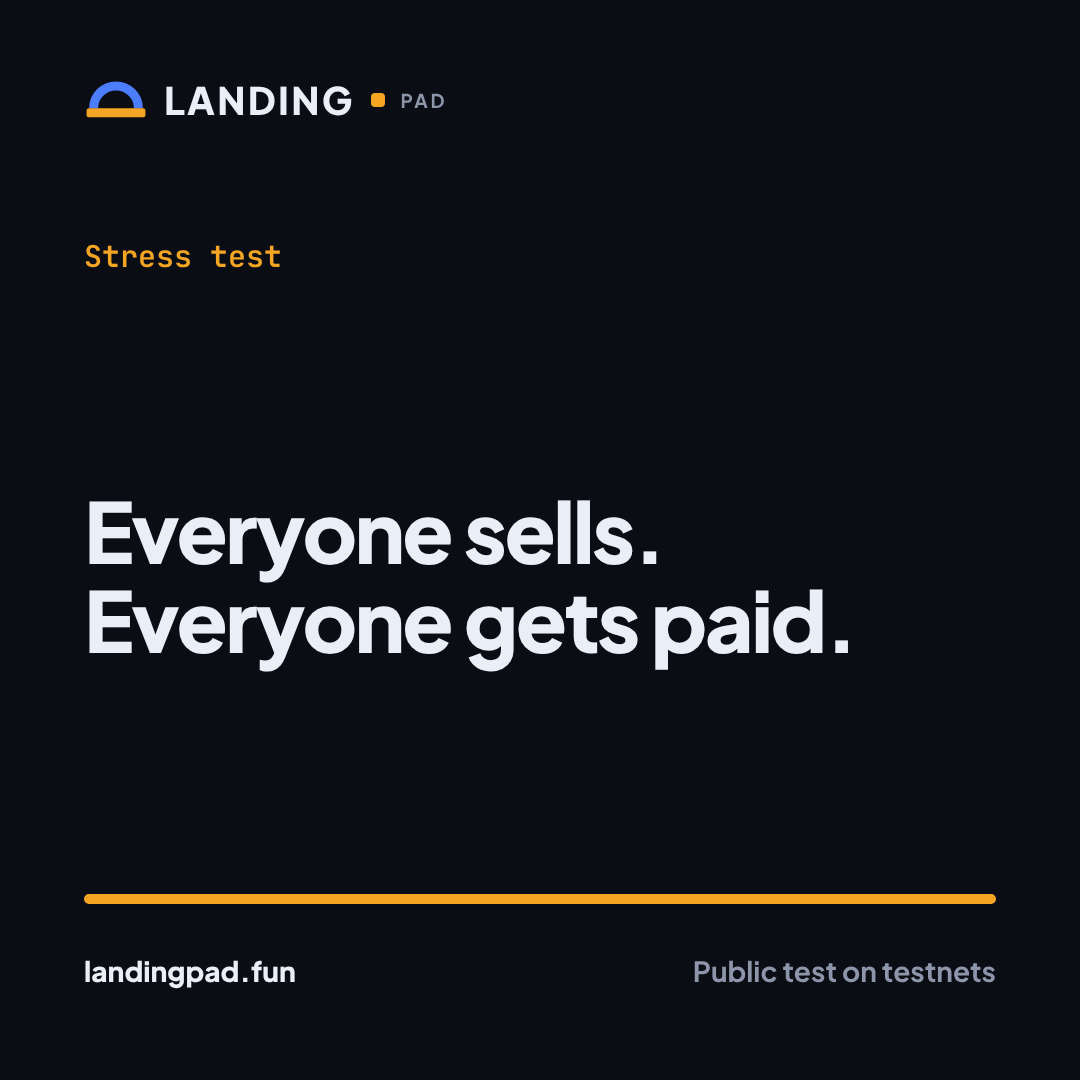 LANDING PAD
Stress test
Everyone sells.
Everyone gets paid.
landingpad.fun
Public test on testnets